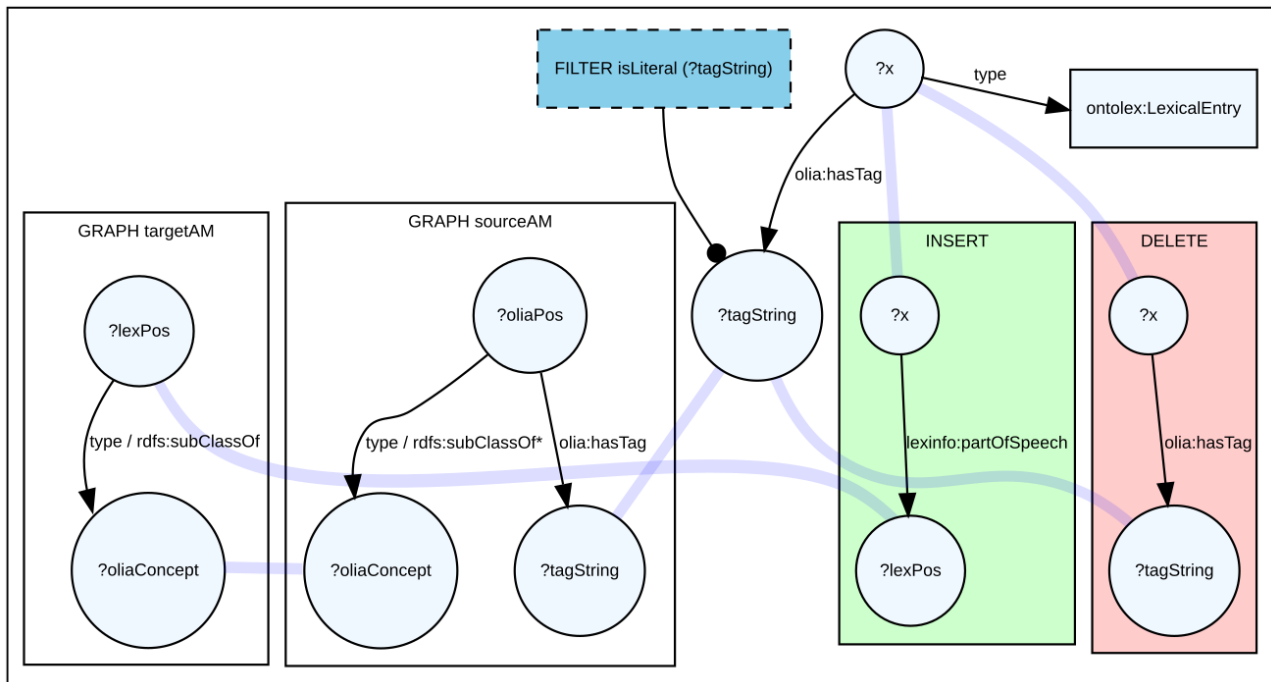 FILTER isLiteral (?tagString)
?x
type
ontolex:LexicalEntry
olia:hasTag
GRAPH targetAM
GRAPH sourceAM
INSERT
DELETE
?lexPos
?oliaPos
?tagString
?x
?x
type / rdfs:subClassOf
type / rdfs:subClassOf*
olia:hasTag
lexinfo:partOfSpeech
olia:hasTag
?oliaConcept
?oliaConcept
?tagString
?lexPos
?tagString